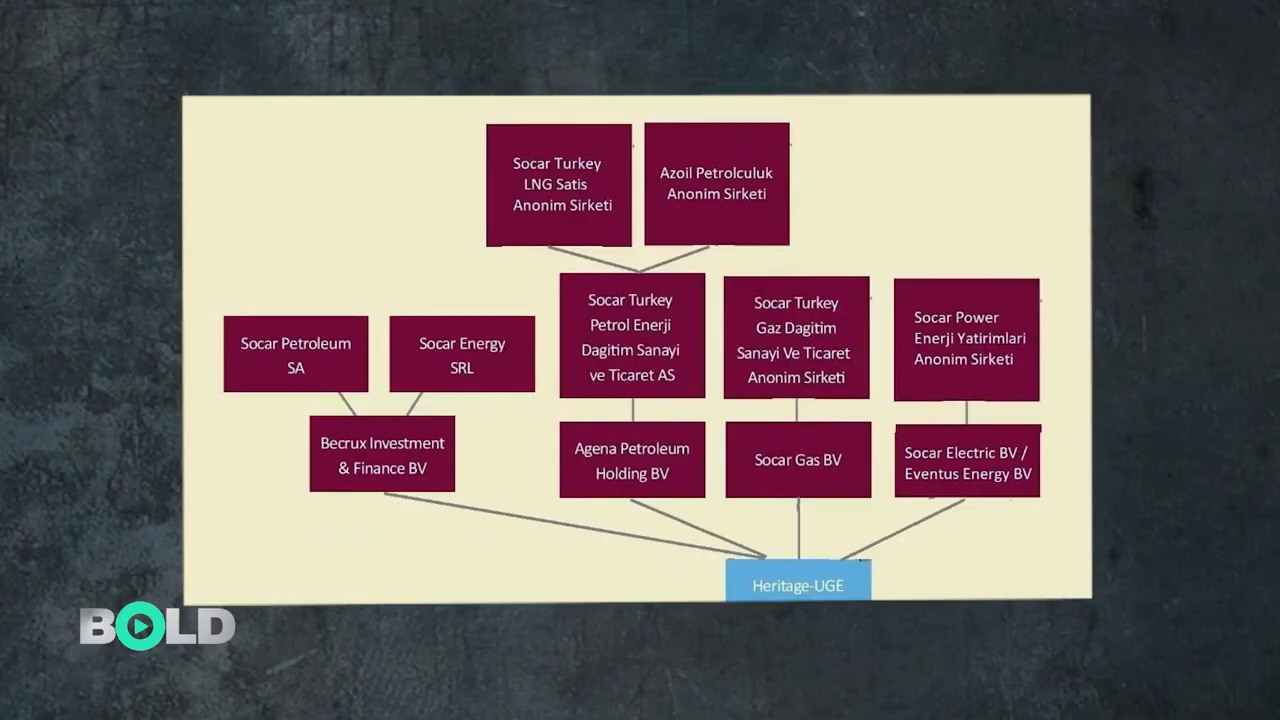 Socar Turkey
LNG Satis
Anonim Sirketi
Azoil Petrolculuk
Anonim Sirketi
Socar Petroleum
SA
Socar Energy
SRL
Socar Turkey
Petrol Enerji
Dagitim Sanayi
ve Ticaret AS
Socar Turkey
Gaz Dagitim
Sanayi Ve Ticaret
Anonim Sirketi
Socar Power
Enerji Yatirimlari
Anonim Sirketi
Becrux Investment
& Finance BV
Agena Petroleum
Holding BV
Socar Gas BV
Socar Electric BV /
Eventus Energy BV
Heritage-UGE
BOLD